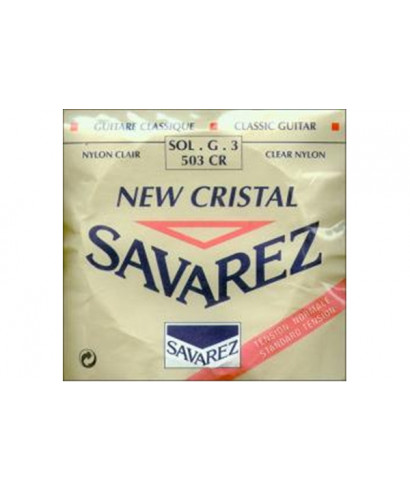 GUITARE CLASSIQUE CLASSIC GUITAR
NYLON CLAIR SOL . G . 3 CLEAR NYLON
503 CR
NEW CRISTAL
SAVAREZ
TENSION NORMALE
STANDARD TENSION
SAVAREZ